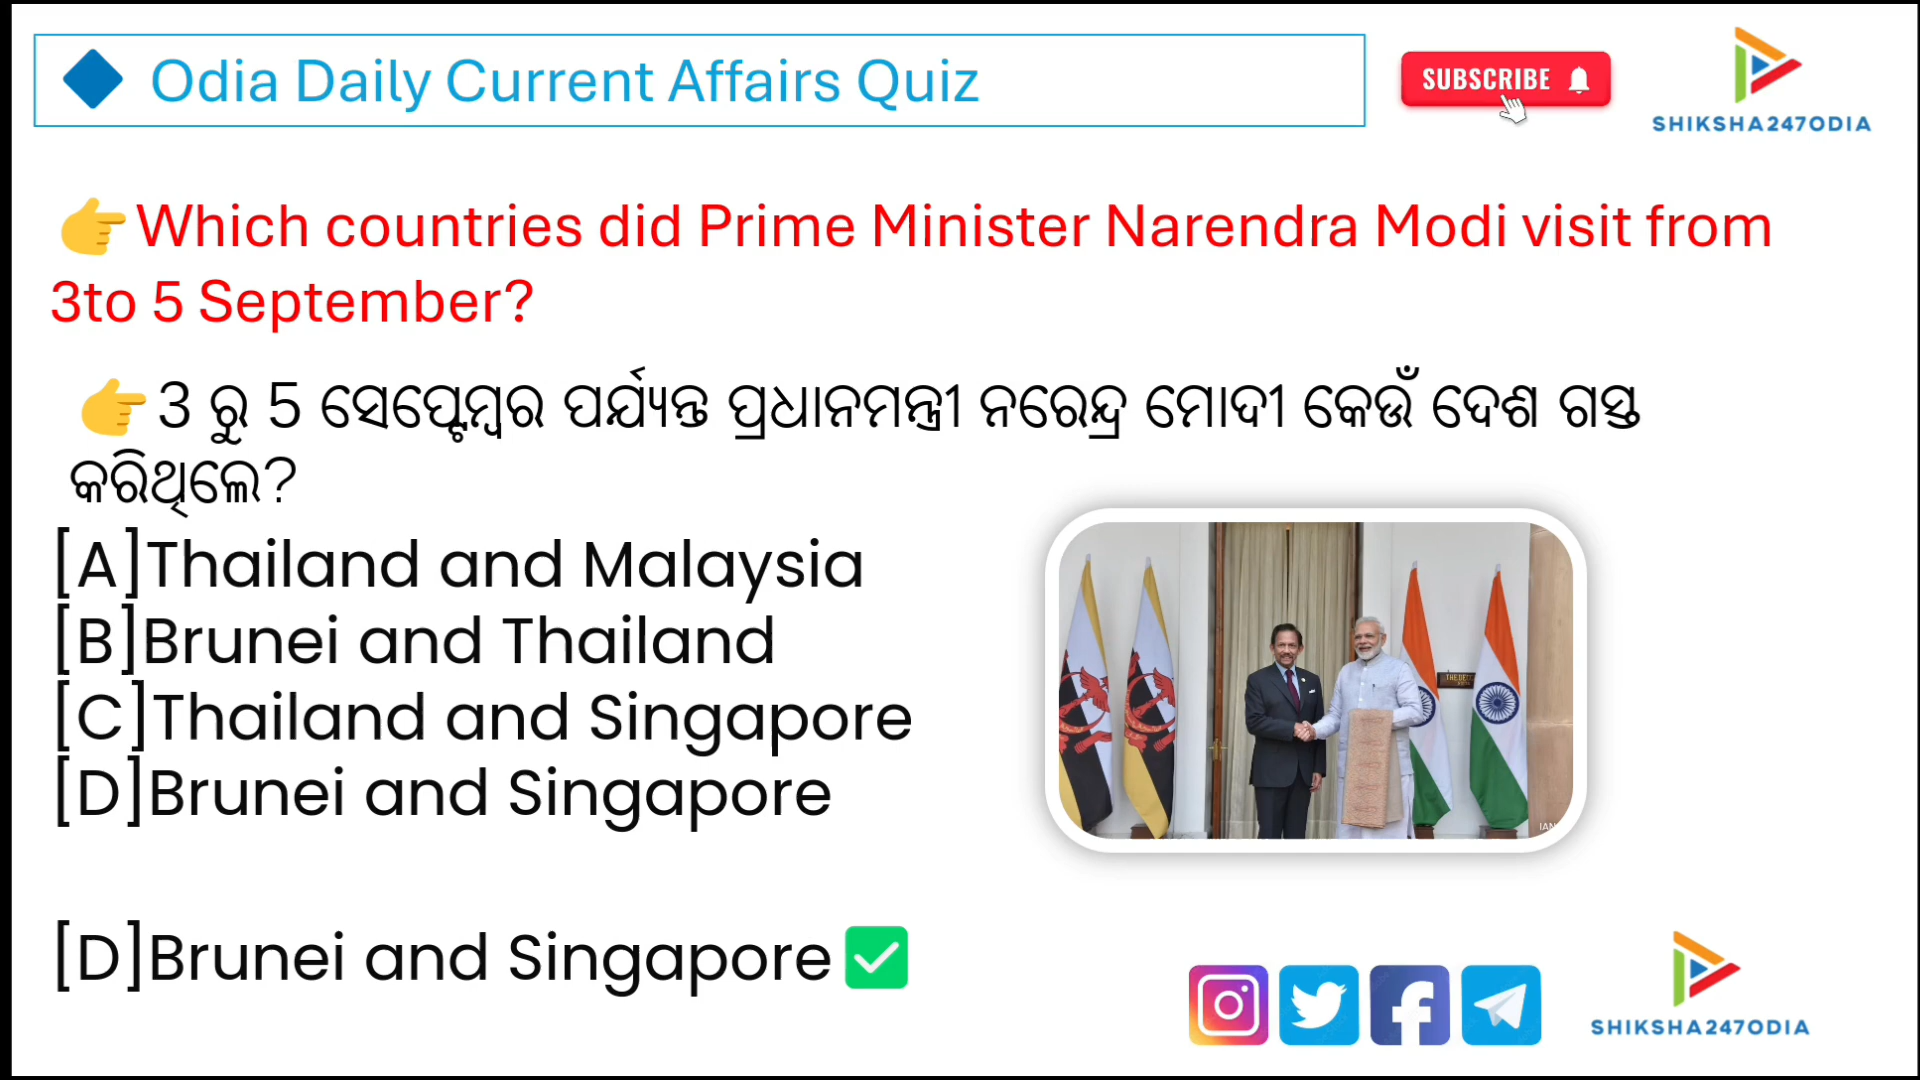 Odia Daily Current Affairs Quiz
SUBSCRIBE
SHIKSHA247ODIA
Which countries did Prime Minister Narendra Modi visit from
3to 5 September?
3 ରୁ 5 ସେପ୍ଟେମ୍ବର ପର୍ଯ୍ୟନ୍ତ ପ୍ରଧାନମନ୍ତ୍ରୀ ନରେନ୍ଦ୍ର ମୋଦୀ କେଉଁ ଦେଶ ଗସ୍ତ
କରିଥିଲେ?
[A]Thailand and Malaysia
[B]Brunei and Thailand
[C]Thailand and Singapore
[D]Brunei and Singapore
[D]Brunei and Singapore
SHIKSHA247ODIA